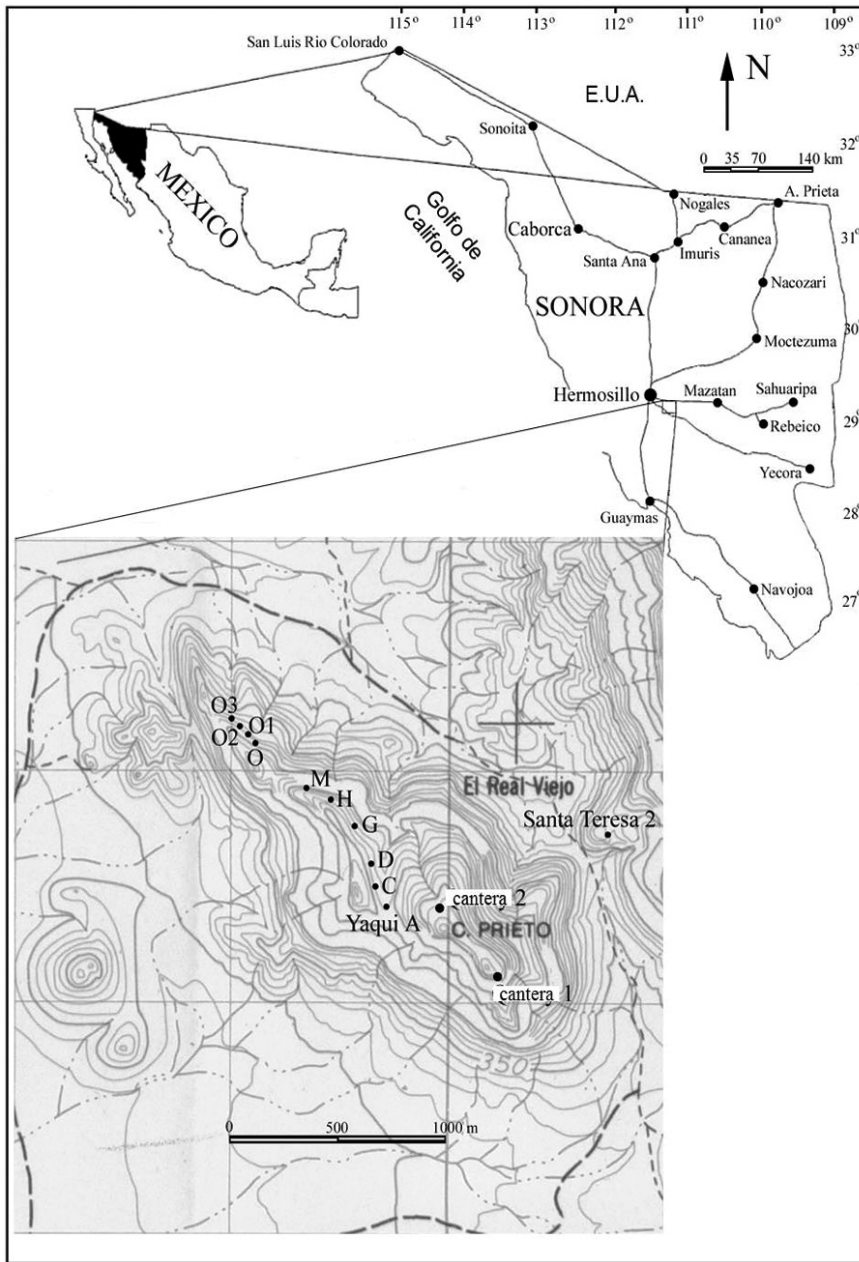 115° 114° 113° 112° 111° 110° 109°
San Luis Rio Colorado
33°
E.U.A.
N
Sonoita
32°
0 35 70 140 km
MEXICO
Golfo de
California
Nogales
A. Prieta
Caborca
Cananea
31°
Santa Ana
Imuris
Nacozari
SONORA
30°
Moctezuma
Hermosillo
Mazatan
Sahuaripa
29°
Rebeico
Yecora
Guaymas
28°
Navojoa
27°
O3
O1
O2
O
M
El Real Viejo
H
Santa Teresa 2
G
D
C
cantera 2
Yaqui A
C. PRIETO
cantera 1
350
0 500 1000 m